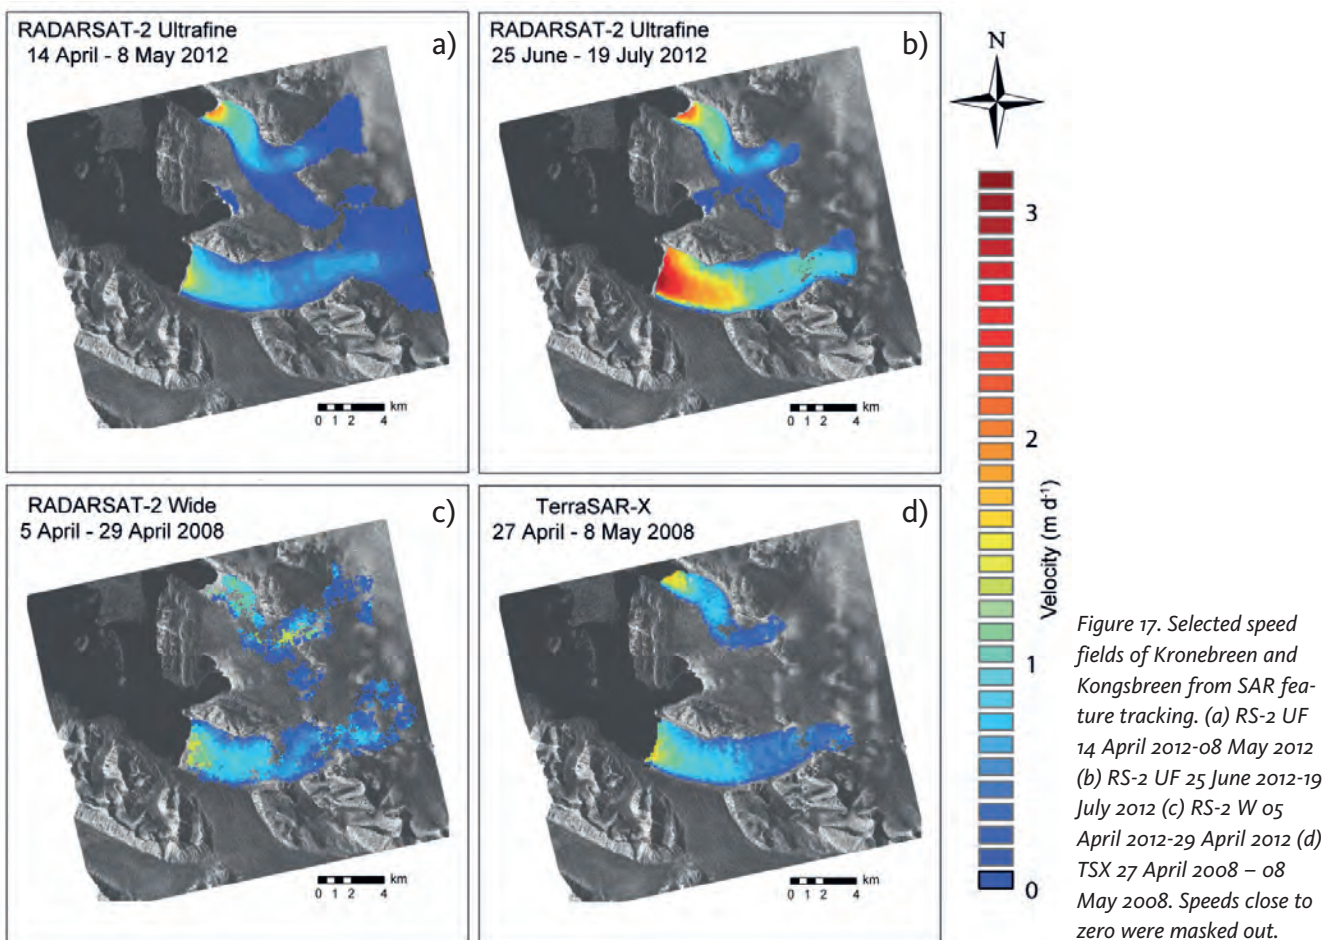 RADARSAT-2 Ultrafine
14 April - 8 May 2012
a)
km
0 1 2 4
RADARSAT-2 Ultrafine
25 June - 19 July 2012
b)
km
0 1 2 4
RADARSAT-2 Wide
5 April - 29 April 2008
c)
km
0 1 2 4
TerraSAR-X
27 April - 8 May 2008
d)
km
0 1 2 4
N
3
2
1
0
Velocity (m d⁻¹)
Figure 17. Selected speed
fields of Kronebreen and
Kongsbreen from SAR fea-
ture tracking. (a) RS-2 UF
14 April 2012-08 May 2012
(b) RS-2 UF 25 June 2012-19
July 2012 (c) RS-2 W 05
April 2012-29 April 2012 (d)
TSX 27 April 2008 – 08
May 2008. Speeds close to
zero were masked out.